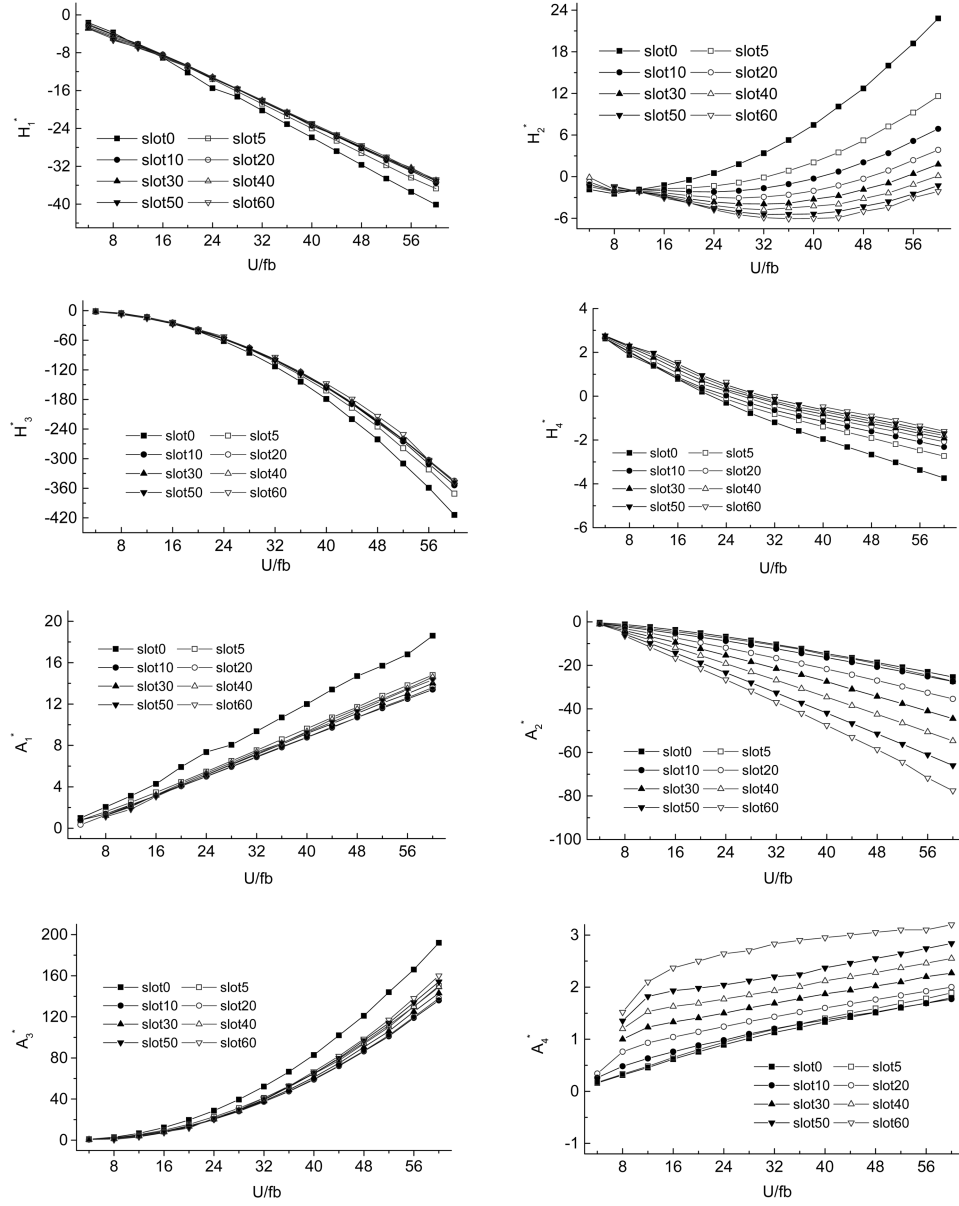 0
-8
-16
-24
-32
-40
H1*
slot0 slot5
slot10 slot20
slot30 slot40
slot50 slot60
8 16 24 32 40 48 56
U/fb
24
18
12
6
0
-6
H2*
slot0 slot5
slot10 slot20
slot30 slot40
slot50 slot60
8 16 24 32 40 48 56
U/fb
0
-60
-120
-180
-240
-300
-360
-420
H3*
slot0 slot5
slot10 slot20
slot30 slot40
slot50 slot60
8 16 24 32 40 48 56
U/fb
4
2
0
-2
-4
-6
H4*
slot0 slot5
slot10 slot20
slot30 slot40
slot50 slot60
8 16 24 32 40 48 56
U/fb
20
16
12
8
4
0
A1*
slot0 slot5
slot10 slot20
slot30 slot40
slot50 slot60
8 16 24 32 40 48 56
U/fb
0
-20
-40
-60
-80
-100
A2*
slot0 slot5
slot10 slot20
slot30 slot40
slot50 slot60
8 16 24 32 40 48 56
U/fb
200
160
120
80
40
0
A3*
slot0 slot5
slot10 slot20
slot30 slot40
slot50 slot60
8 16 24 32 40 48 56
U/fb
3
2
1
0
-1
A4*
slot0 slot5
slot10 slot20
slot30 slot40
slot50 slot60
8 16 24 32 40 48 56
U/fb